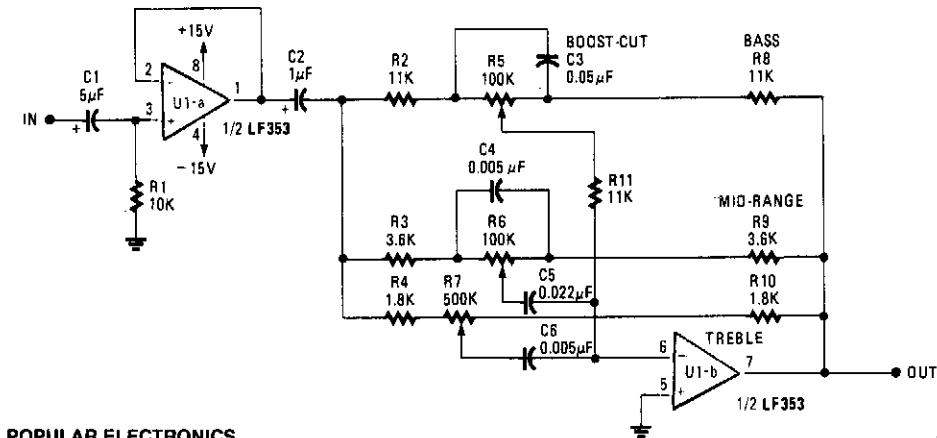 +15V
2
-
8
U1-a
1
3
+
4
-15V
1/2 LF353
C1
5µF
IN
+
R1
10K
C2
1µF
+
R2
11K
R5
100K
BOOST-CUT
C3
0.05µF
BASS
R8
11K
C4
0.005 µF
R11
11K
R3
3.6K
R6
100K
MID-RANGE
R9
3.6K
R4
1.8K
R7
500K
C5
0.022µF
R10
1.8K
C6
0.005µF
TREBLE
6
-
U1-b
7
5
+
OUT
1/2 LF353
POPULAR ELECTRONICS